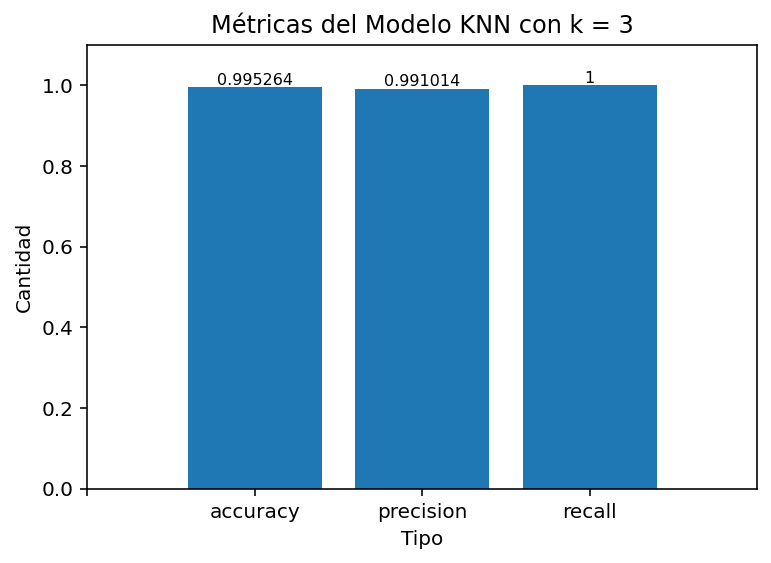 Métricas del Modelo KNN con k = 3
Cantidad
1.0
0.8
0.6
0.4
0.2
0.0
0.995264
0.991014
1
accuracy
precision
recall
Tipo